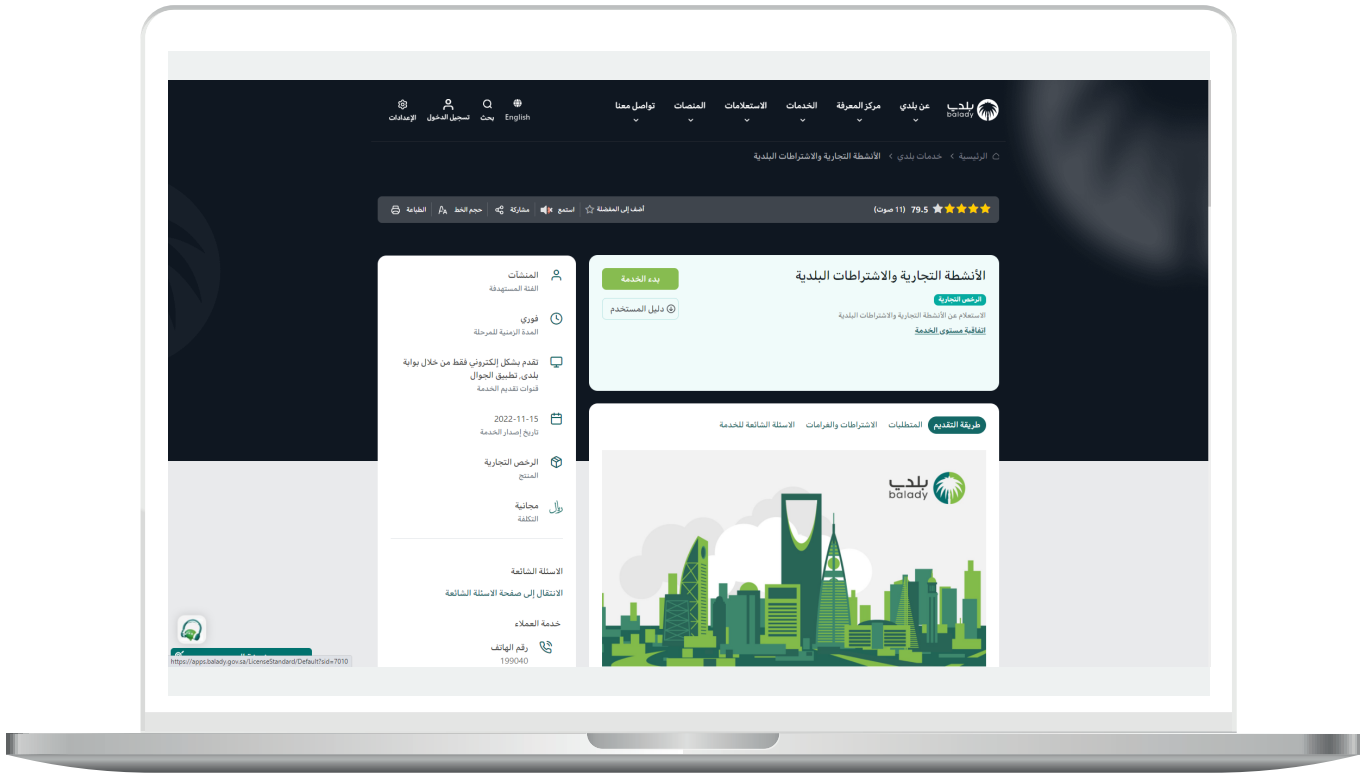 بلدي
balady
عن بلدي
مركز المعرفة
الخدمات
الاستعلامات
المنصات
تواصل معنا
English
بحث
تسجيل الدخول
الإعدادات
الرئيسية > خدمات بلدي > الأنشطة التجارية والاشتراطات البلدية
79.5 (11 صوت)
أضف إلى المفضلة
استمع
مشاركة
حجم الخط
الطباعة
الأنشطة التجارية والاشتراطات البلدية
الرخص التجارية
الاستعلام عن الأنشطة التجارية والاشتراطات البلدية
اتفاقية مستوى الخدمة
بدء الخدمة
دليل المستخدم
طريقة التقديم
المتطلبات
الاشتراطات والغرامات
الاسئلة الشائعة للخدمة
بلدي
balady
المنشآت
الفئة المستهدفة
فوري
المدة الزمنية للمرحلة
تقدم بشكل إلكتروني فقط من خلال بوابة
بلدي, تطبيق الجوال
قنوات تقديم الخدمة
2022-11-15
تاريخ إصدار الخدمة
الرخص التجارية
المنتج
ريال
مجانية
التكلفة
الاسئلة الشائعة
الانتقال إلى صفحة الاسئلة الشائعة
خدمة العملاء
رقم الهاتف
199040
https://apps.balady.gov.sa/LicenseStandard/Default?sid=7010